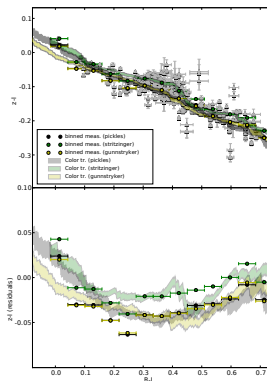 0.1
0.0
-0.1
-0.2
-0.3
z-I
binned meas. (pickles)
binned meas. (stritzinger)
binned meas. (gunnstryker)
Color tr. (pickles)
Color tr. (stritzinger)
Color tr. (gunnstryker)
0.10
0.05
0.00
-0.05
z-I (residuals)
0.0 0.1 0.2 0.3 0.4 0.5 0.6 0.7